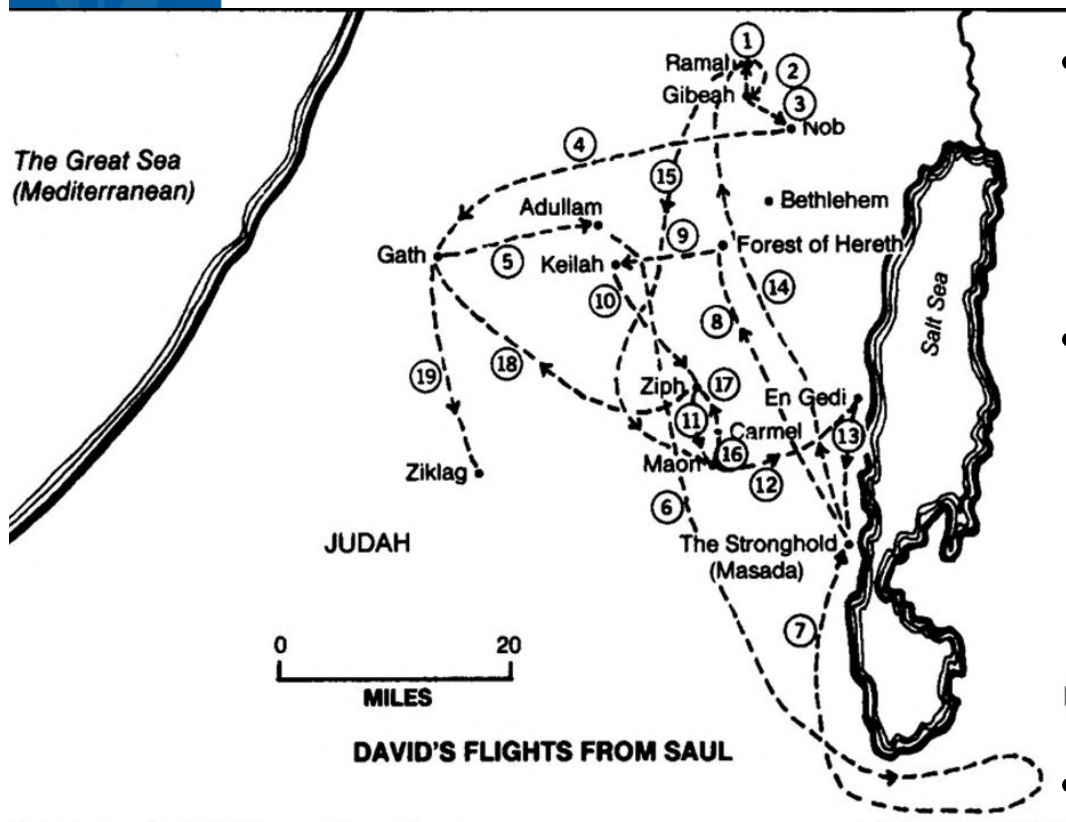 1
Ramah
2
Gibeah
3
Nob
4
The Great Sea
(Mediterranean)
15
Bethlehem
Adullam
9
Forest of Hereth
Gath
5
Keilah
10
14
8
Salt Sea
18
19
Ziph
17
En Gedi
11
Carmel
13
16
Maon
12
Ziklag
6
JUDAH
The Stronghold
(Masada)
7
0 20
MILES
DAVID'S FLIGHTS FROM SAUL